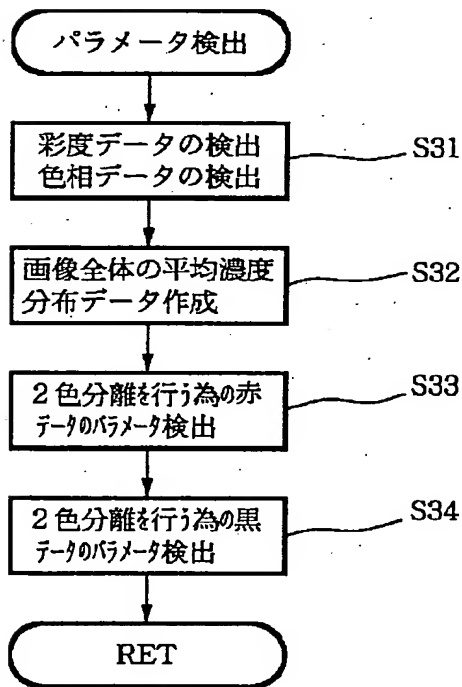 パラメータ検出
彩度データの検出
色相データの検出
S31
画像全体の平均濃度
分布データ作成
S32
2色分離を行う為の赤
データのパラメータ検出
S33
2色分離を行う為の黒
データのパラメータ検出
S34
RET